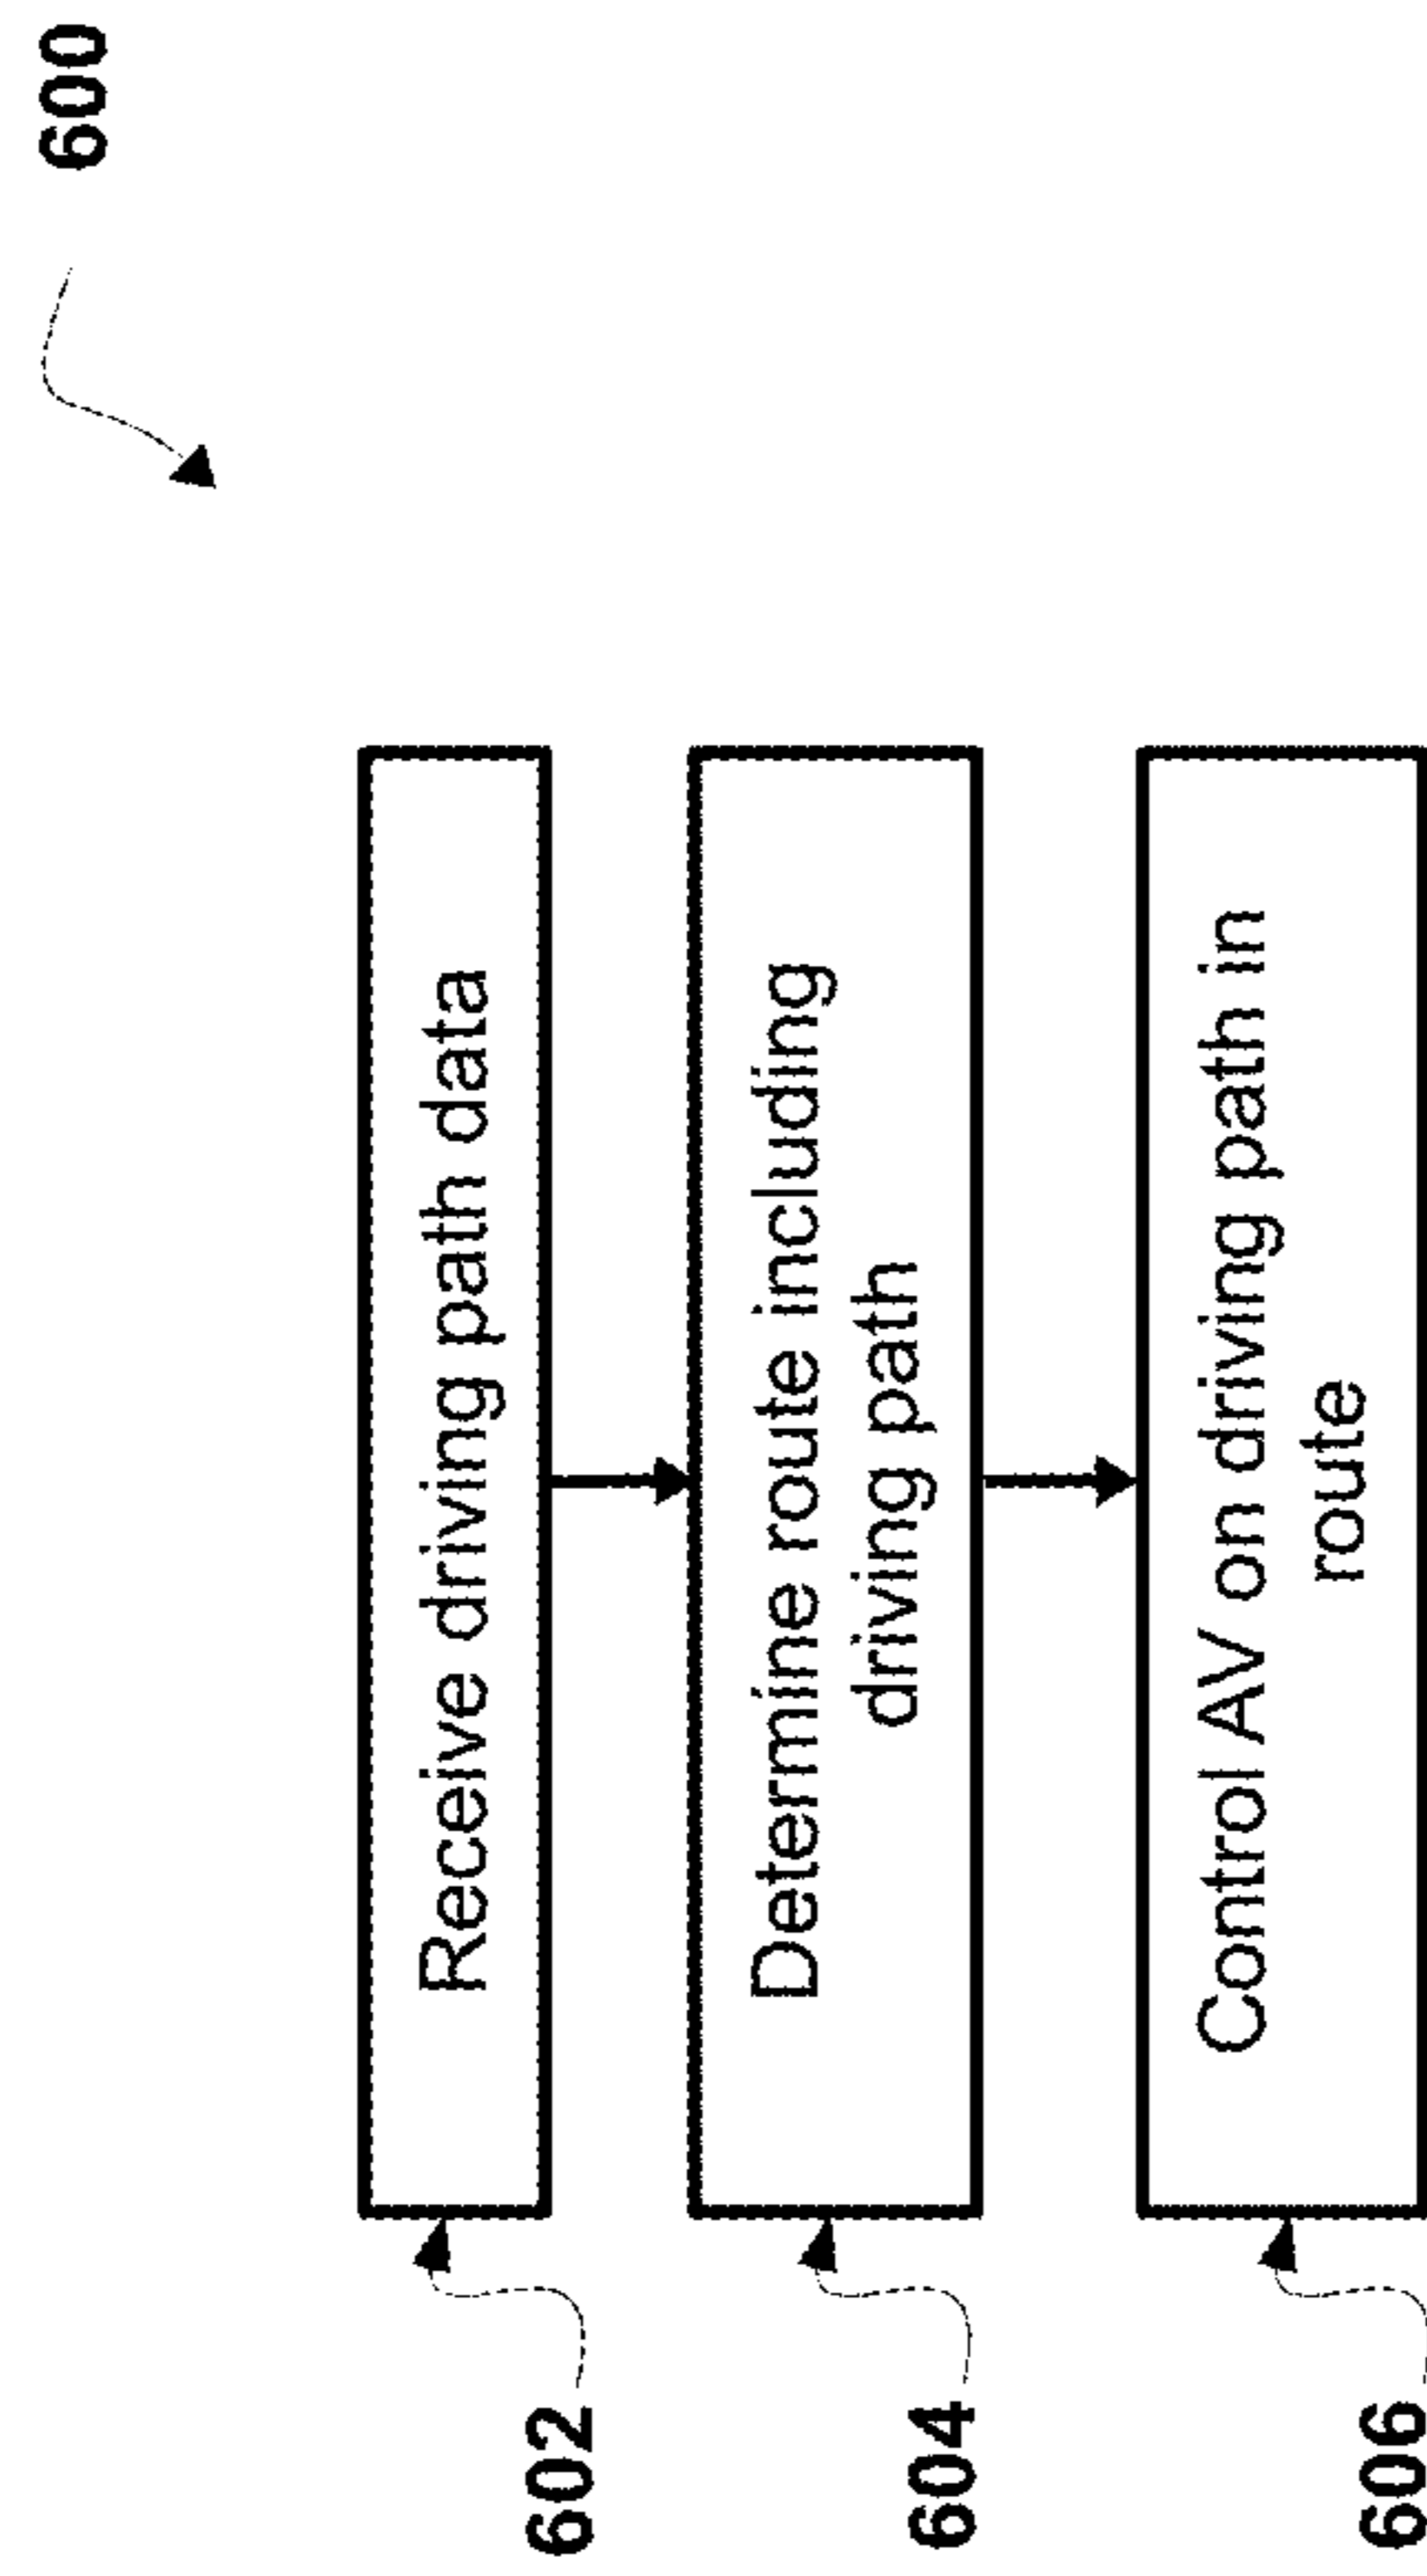 600
602
Receive driving path data
604
Determine route including
driving path
606
Control AV on driving path in
route